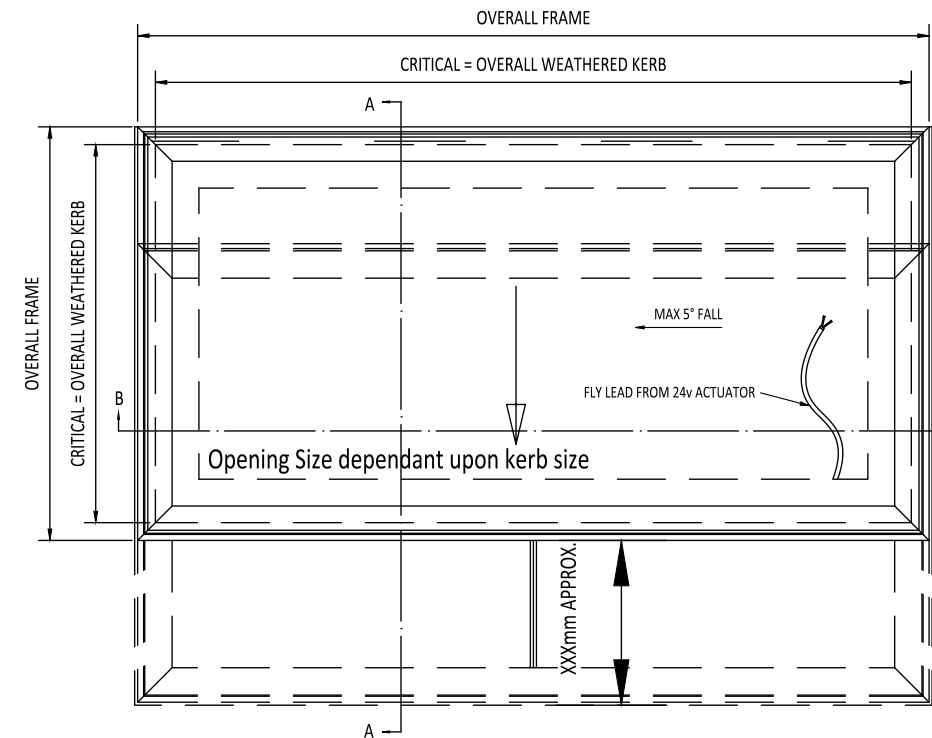 OVERALL FRAME
CRITICAL = OVERALL WEATHERED KERB
A
OVERALL FRAME
CRITICAL = OVERALL WEATHERED KERB
MAX 5° FALL
FLY LEAD FROM 24v ACTUATOR
B
Opening Size dependant upon kerb size
XXXmm APPROX.
A